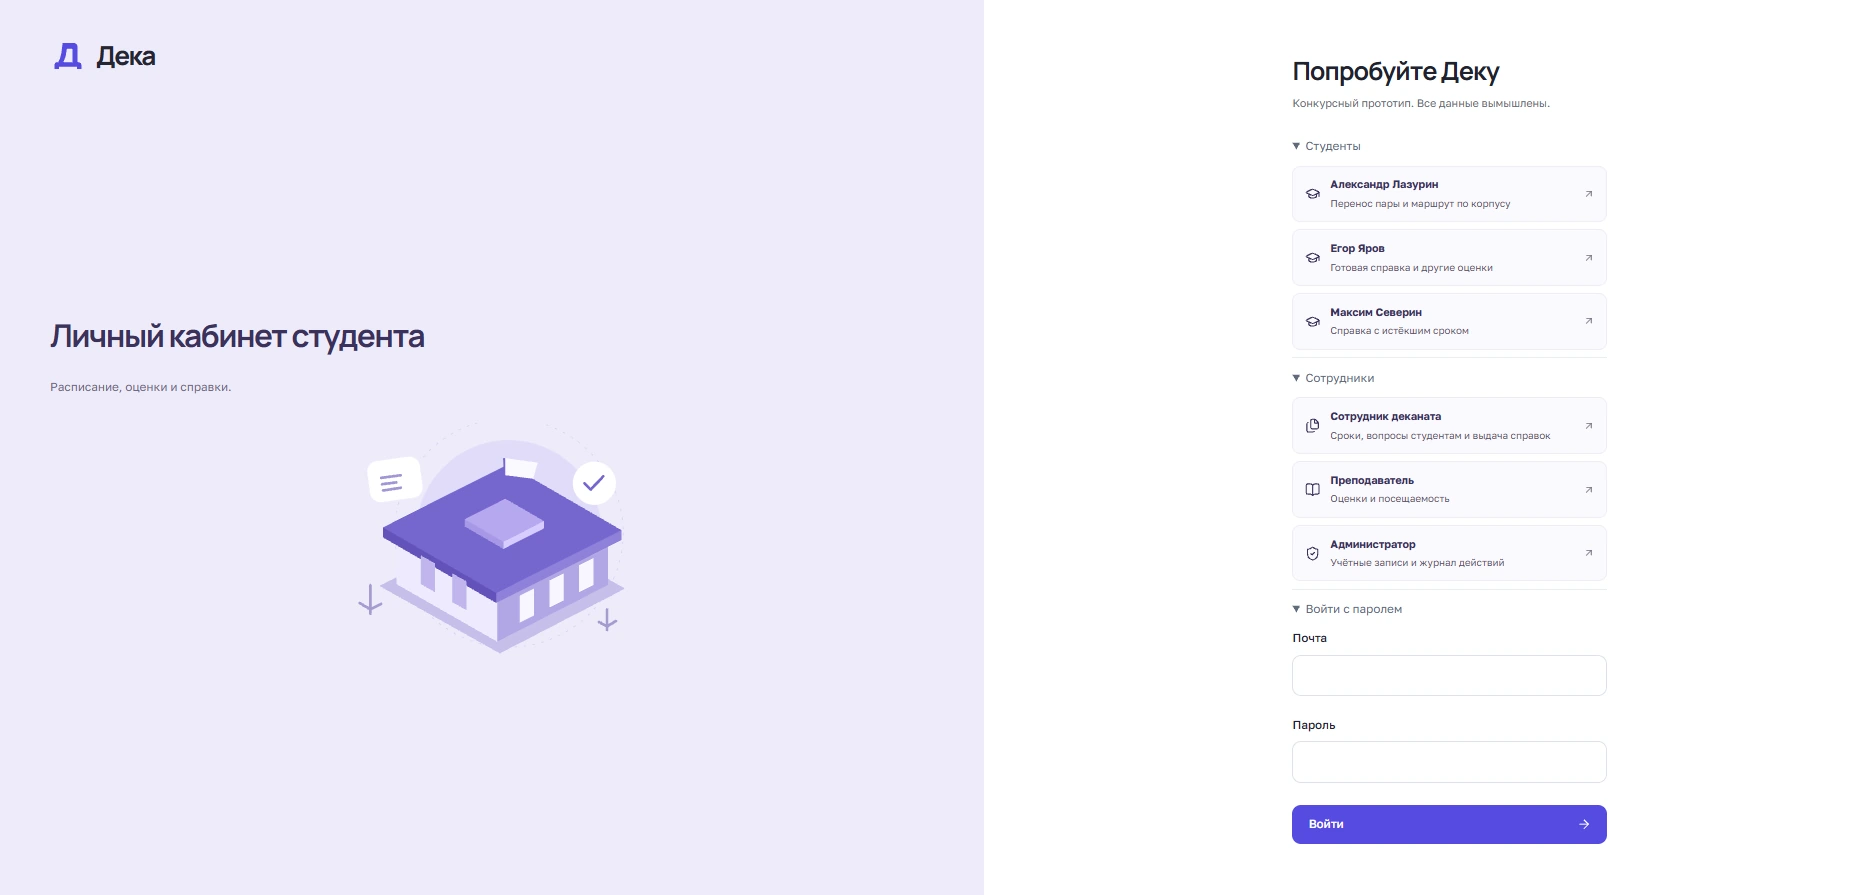 Д Дека
Личный кабинет студента
Расписание, оценки и справки.
Попробуйте Деку
Конкурсный прототип. Все данные вымышлены.
Студенты
Александр Лазурин
Перенос пары и маршрут по корпусу
Егор Яров
Готовая справка и другие оценки
Максим Северин
Справка с истёкшим сроком
Сотрудники
Сотрудник деканата
Сроки, вопросы студентам и выдача справок
Преподаватель
Оценки и посещаемость
Администратор
Учётные записи и журнал действий
Войти с паролем
Почта
Пароль
Войти